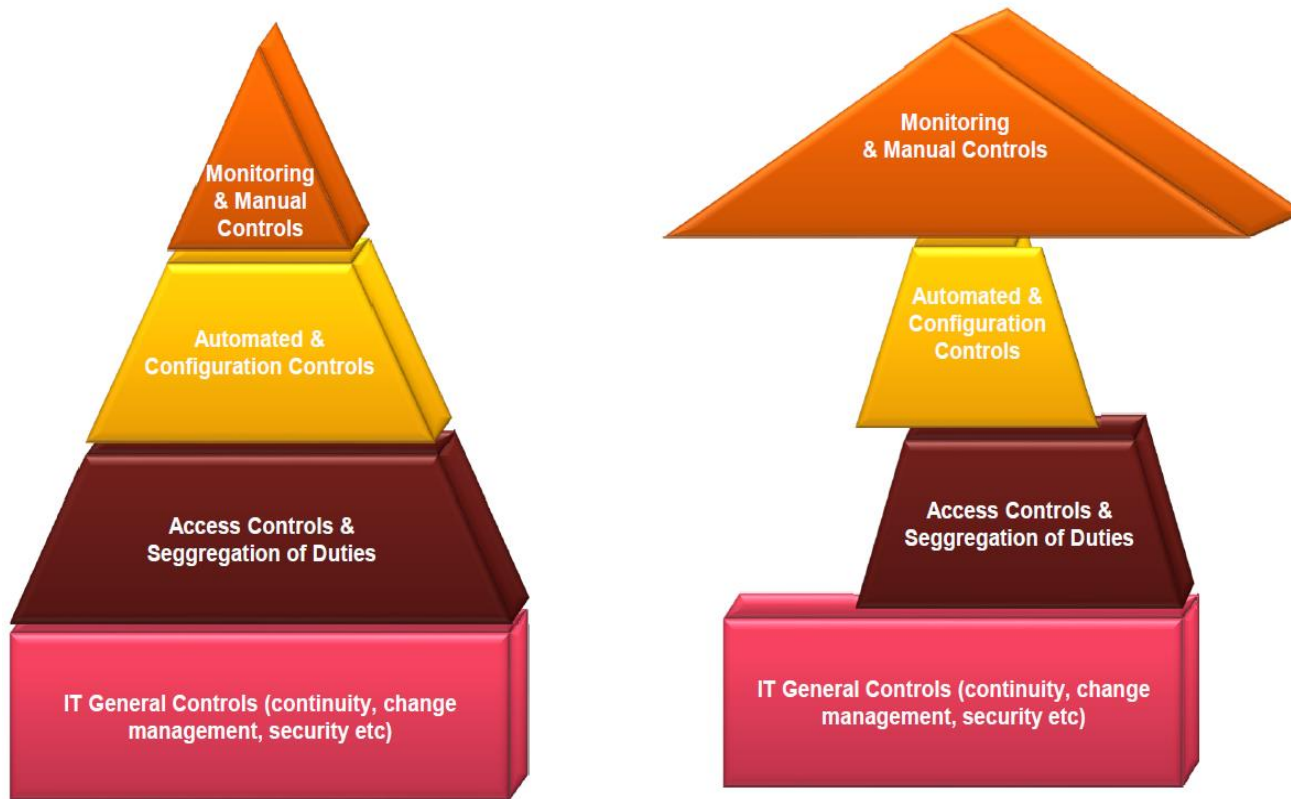 Monitoring
& Manual
Controls
Automated &
Configuration Controls
Access Controls &
Seggregation of Duties
IT General Controls (continuity, change
management, security etc)
Monitoring
& Manual Controls
Automated &
Configuration
Controls
Access Controls &
Seggregation of Duties
IT General Controls (continuity, change
management, security etc)